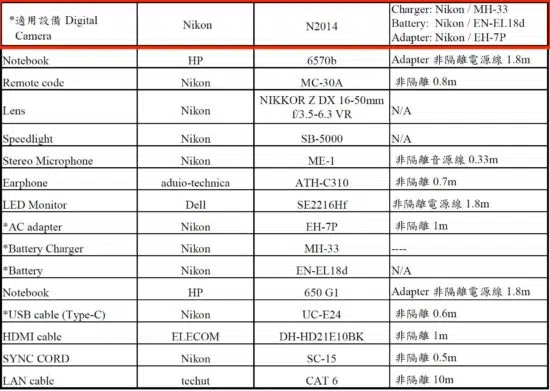 *適用設備 Digital Camera Nikon N2014 Charger: Nikon / MH-33
Battery: Nikon / EN-EL18d
Adapter: Nikon / EH-7P
Notebook HP 6570b Adapter 非隔離電源線 1.8m
Remote code Nikon MC-30A 非隔離 0.8m
Lens Nikon NIKKOR Z DX 16-50mm f/3.5-6.3 VR N/A
Speedlight Nikon SB-5000 N/A
Stereo Microphone Nikon ME-1 非隔離音源線 0.33m
Earphone aduio-technica ATH-C310 非隔離 0.7m
LED Monitor Dell SE2216Hf 非隔離電源線 1.8m
*AC adapter Nikon EH-7P 非隔離 1m
*Battery Charger Nikon MH-33 ----
*Battery Nikon EN-EL18d N/A
Notebook HP 650 G1 Adapter 非隔離電源線 1.8m
*USB cable (Type-C) Nikon UC-E24 非隔離 0.6m
HDMI cable ELECOM DH-HD21E10BK 非隔離 1m
SYNC CORD Nikon SC-15 非隔離 0.5m
LAN cable techut CAT 6 非隔離 10m